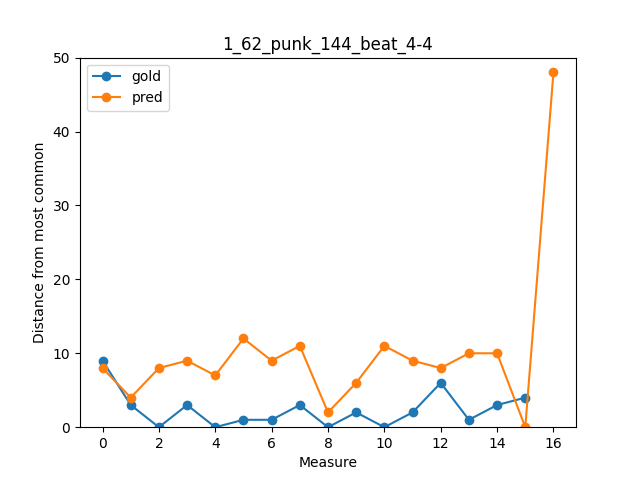 1_62_punk_144_beat_4-4
gold
pred
50
40
30
20
10
0
Distance from most common
0 2 4 6 8 10 12 14 16
Measure